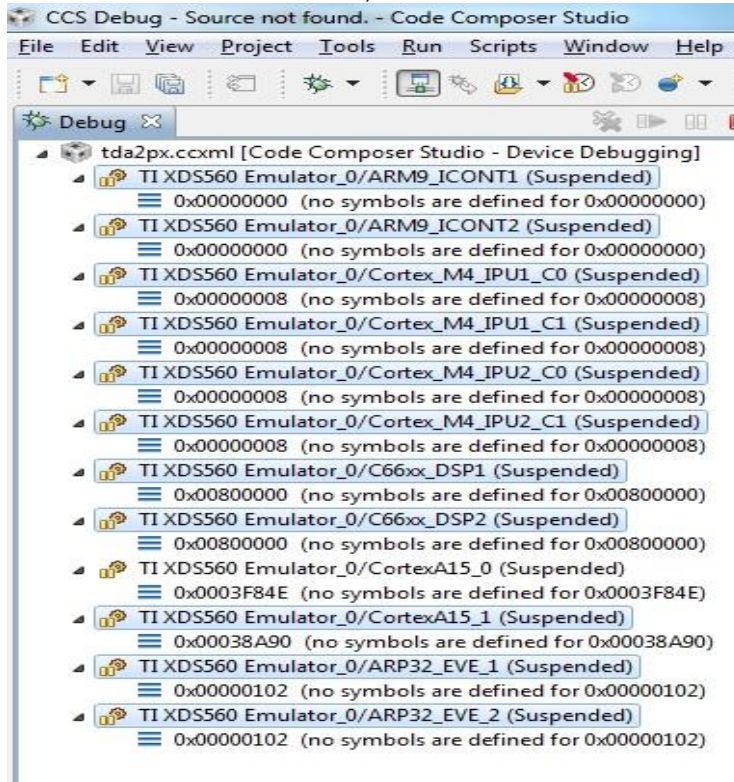 CCS Debug - Source not found. - Code Composer Studio
File Edit View Project Tools Run Scripts Window Help
Debug
tda2px.ccxml [Code Composer Studio - Device Debugging]
TI XDS560 Emulator_0/ARM9_ICONT1 (Suspended)
0x00000000 (no symbols are defined for 0x00000000)
TI XDS560 Emulator_0/ARM9_ICONT2 (Suspended)
0x00000000 (no symbols are defined for 0x00000000)
TI XDS560 Emulator_0/Cortex_M4_IPU1_C0 (Suspended)
0x00000008 (no symbols are defined for 0x00000008)
TI XDS560 Emulator_0/Cortex_M4_IPU1_C1 (Suspended)
0x00000008 (no symbols are defined for 0x00000008)
TI XDS560 Emulator_0/Cortex_M4_IPU2_C0 (Suspended)
0x00000008 (no symbols are defined for 0x00000008)
TI XDS560 Emulator_0/Cortex_M4_IPU2_C1 (Suspended)
0x00000008 (no symbols are defined for 0x00000008)
TI XDS560 Emulator_0/C66xx_DSP1 (Suspended)
0x00800000 (no symbols are defined for 0x00800000)
TI XDS560 Emulator_0/C66xx_DSP2 (Suspended)
0x00800000 (no symbols are defined for 0x00800000)
TI XDS560 Emulator_0/CortexA15_0 (Suspended)
0x0003F84E (no symbols are defined for 0x0003F84E)
TI XDS560 Emulator_0/CortexA15_1 (Suspended)
0x00038A90 (no symbols are defined for 0x00038A90)
TI XDS560 Emulator_0/ARP32_EVE_1 (Suspended)
0x00000102 (no symbols are defined for 0x00000102)
TI XDS560 Emulator_0/ARP32_EVE_2 (Suspended)
0x00000102 (no symbols are defined for 0x00000102)